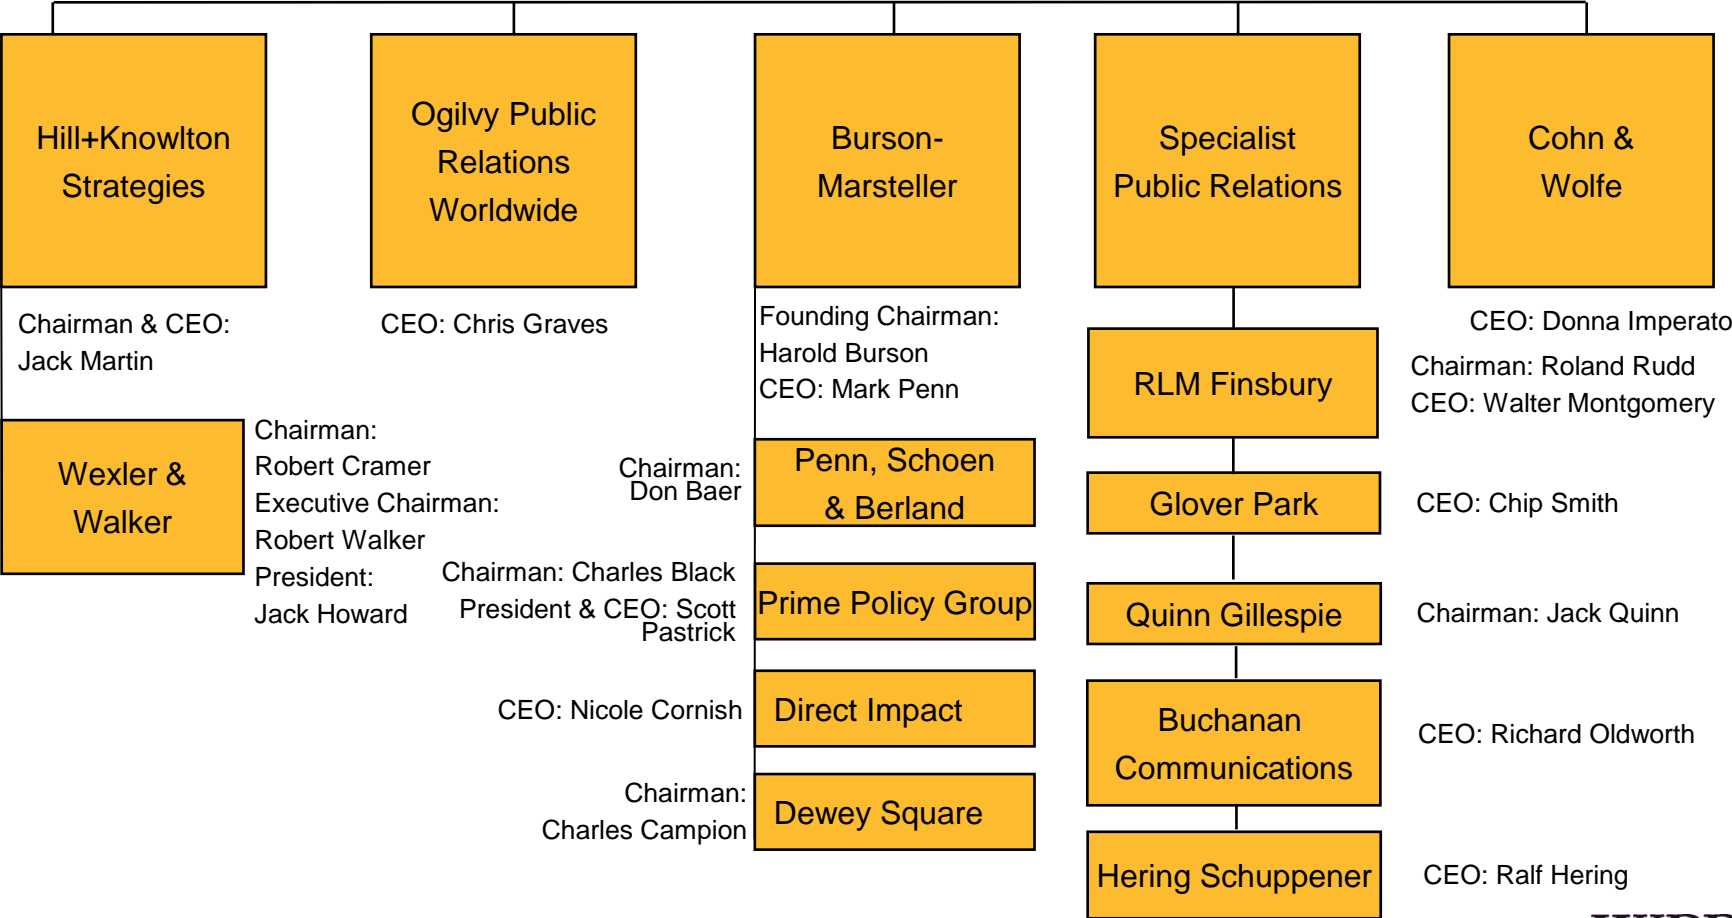 Hill+Knowlton
Strategies
Ogilvy Public
Relations
Worldwide
Burson-
Marsteller
Specialist
Public Relations
Cohn &
Wolfe
Chairman & CEO:
Jack Martin
CEO: Chris Graves
Founding Chairman:
Harold Burson
CEO: Mark Penn
CEO: Donna Imperato
RLM Finsbury
Chairman: Roland Rudd
CEO: Walter Montgomery
Wexler &
Walker
Chairman:
Robert Cramer
Executive Chairman:
Robert Walker
President:
Jack Howard
Chairman:
Don Baer
Penn, Schoen
& Berland
Chairman: Charles Black
President & CEO: Scott
Pastrick
Prime Policy Group
CEO: Nicole Cornish
Direct Impact
Chairman:
Charles Campion
Dewey Square
Glover Park
CEO: Chip Smith
Quinn Gillespie
Chairman: Jack Quinn
Buchanan
Communications
CEO: Richard Oldworth
Hering Schuppener
CEO: Ralf Hering